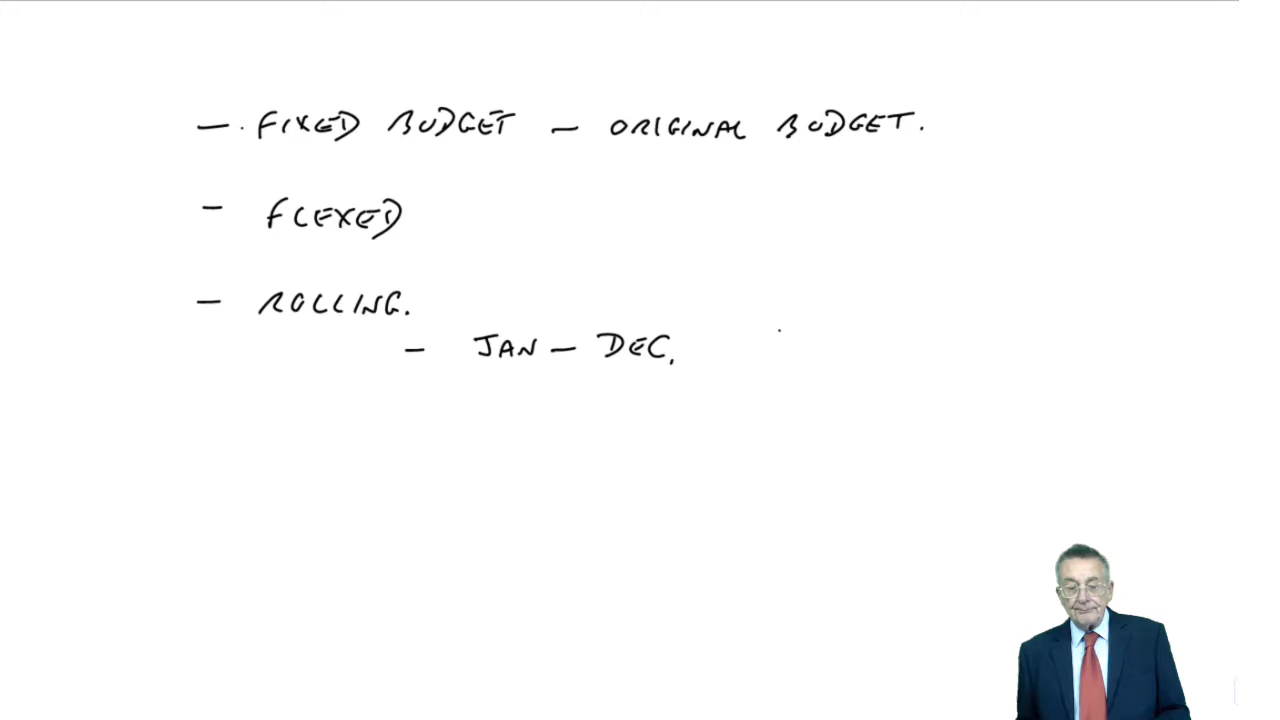 - FIXED BUDGET - ORIGINAL BUDGET.
- FLEXED
- ROLLING.
- JAN - DEC.